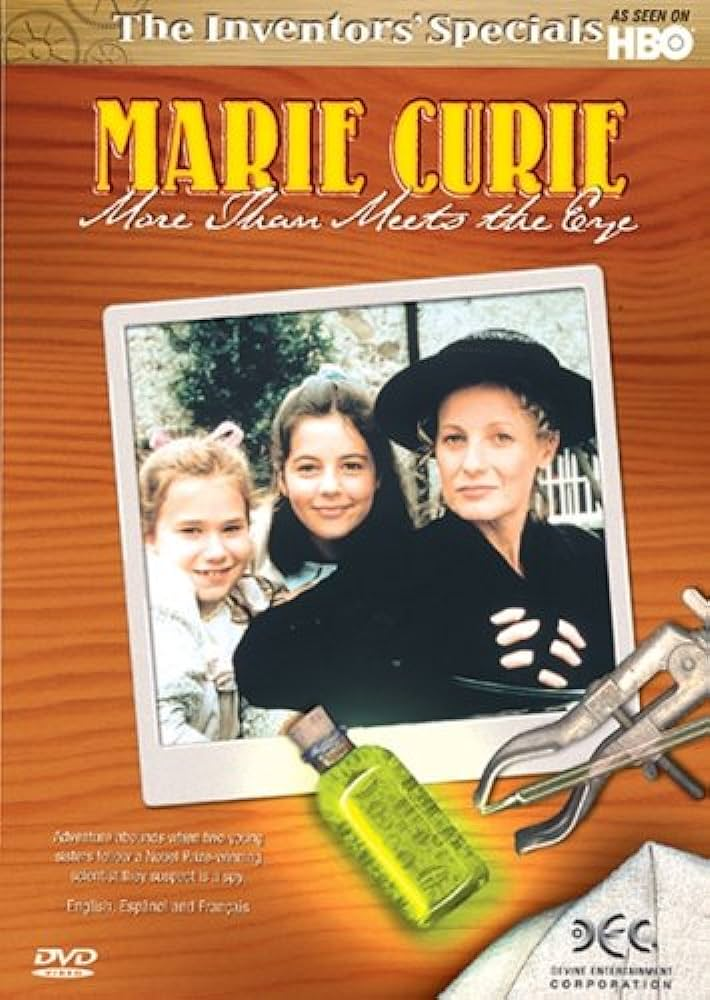 The Inventors' Specials
AS SEEN ON
HBO
MARIE CURIE
More Than Meets the Eye
Adventure abounds when two young
sisters follow a Nobel Prize-winning
scientist they suspect is a spy.
English, Español and Français
DVD
VIDEO
DEC
DEVINE ENTERTAINMENT
CORPORATION